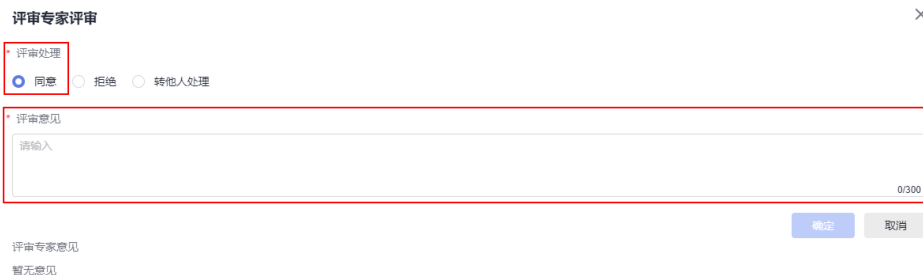 评审专家评审
* 评审处理
同意 拒绝 转他人处理
* 评审意见
请输入
0/300
确定 取消
评审专家意见
暂无意见